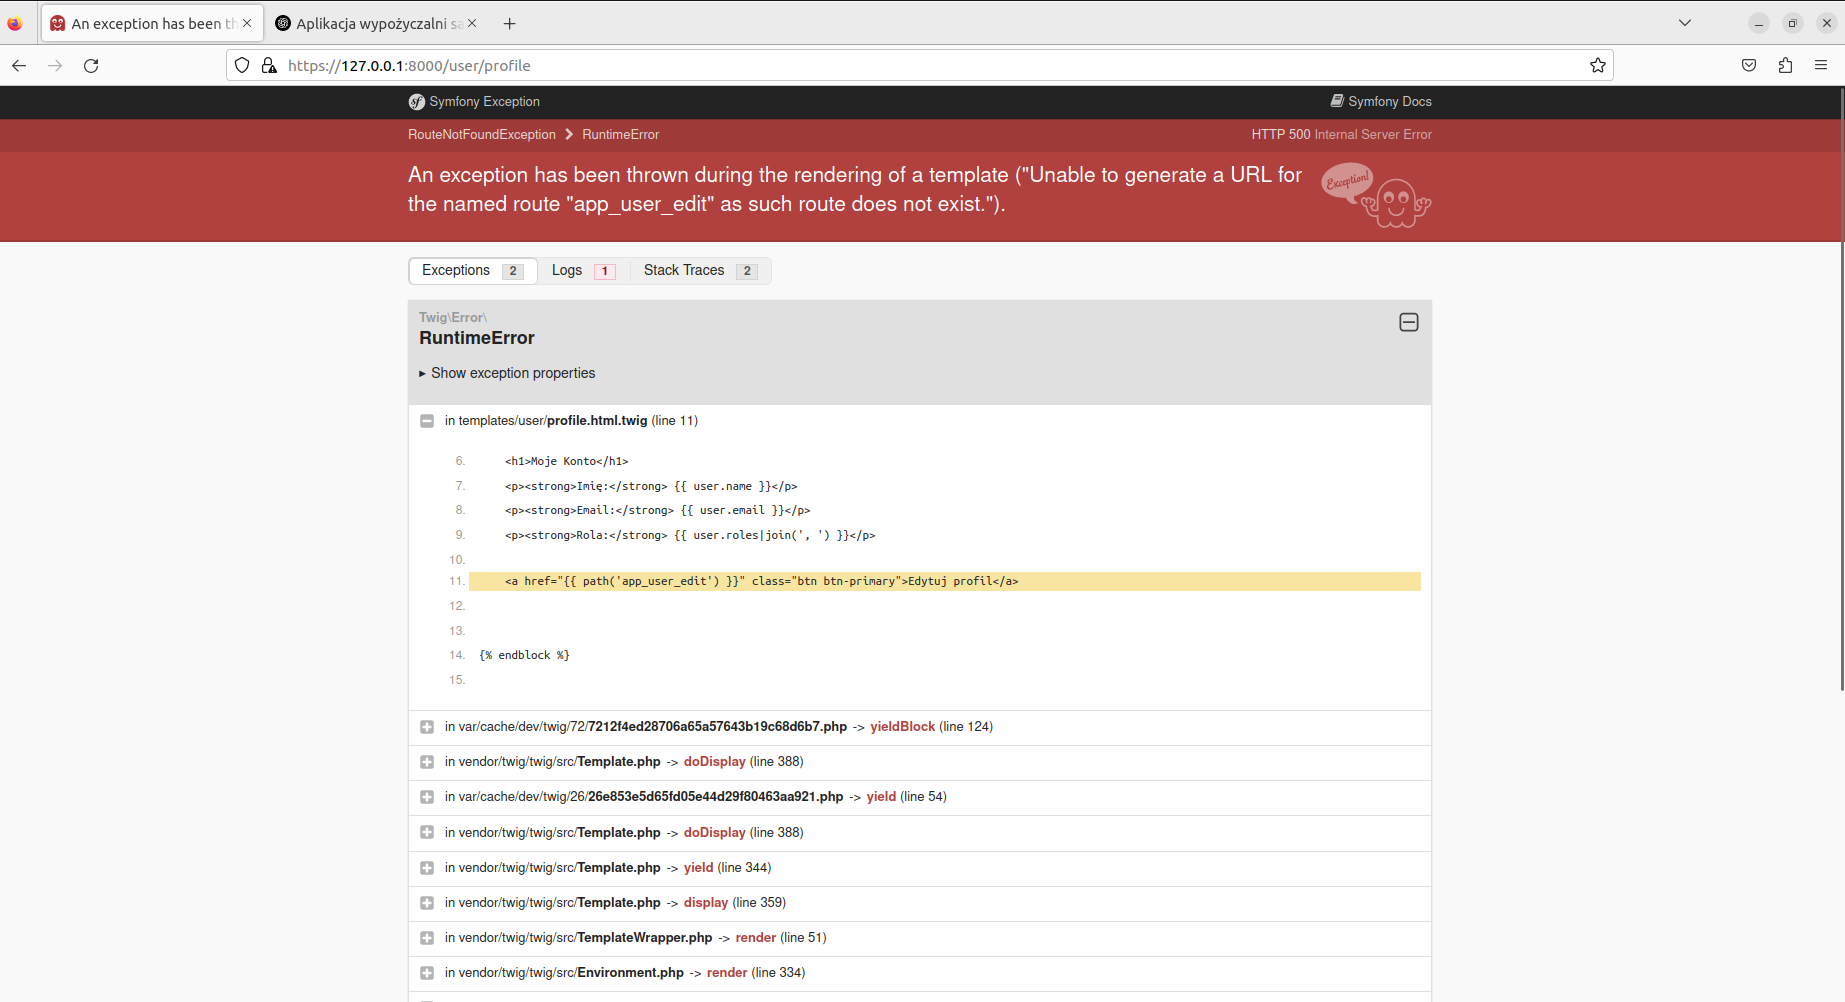 An exception has been th
Aplikacja wypożyczalni sa
https://127.0.0.1:8000/user/profile
Symfony Exception
Symfony Docs
RouteNotFoundException RuntimeError
HTTP 500 Internal Server Error
An exception has been thrown during the rendering of a template ("Unable to generate a URL for
the named route "app_user_edit" as such route does not exist.").
Exception!
Exceptions 2 Logs 1 Stack Traces 2
Twig\Error\
RuntimeError
▸ Show exception properties
in templates/user/profile.html.twig (line 11)
6. <h1>Moje Konto</h1>
7. <p><strong>Imię:</strong> {{ user.name }}</p>
8. <p><strong>Email:</strong> {{ user.email }}</p>
9. <p><strong>Rola:</strong> {{ user.roles|join(', ') }}</p>
10.
11. <a href="{{ path('app_user_edit') }}" class="btn btn-primary">Edytuj profil</a>
12.
13.
14. {% endblock %}
15.
in var/cache/dev/twig/72/7212f4ed28706a65a57643b19c68d6b7.php -> yieldBlock (line 124)
in vendor/twig/twig/src/Template.php -> doDisplay (line 388)
in var/cache/dev/twig/26/26e853e5d65fd05e44d29f80463aa921.php -> yield (line 54)
in vendor/twig/twig/src/Template.php -> doDisplay (line 388)
in vendor/twig/twig/src/Template.php -> yield (line 344)
in vendor/twig/twig/src/Template.php -> display (line 359)
in vendor/twig/twig/src/TemplateWrapper.php -> render (line 51)
in vendor/twig/twig/src/Environment.php -> render (line 334)